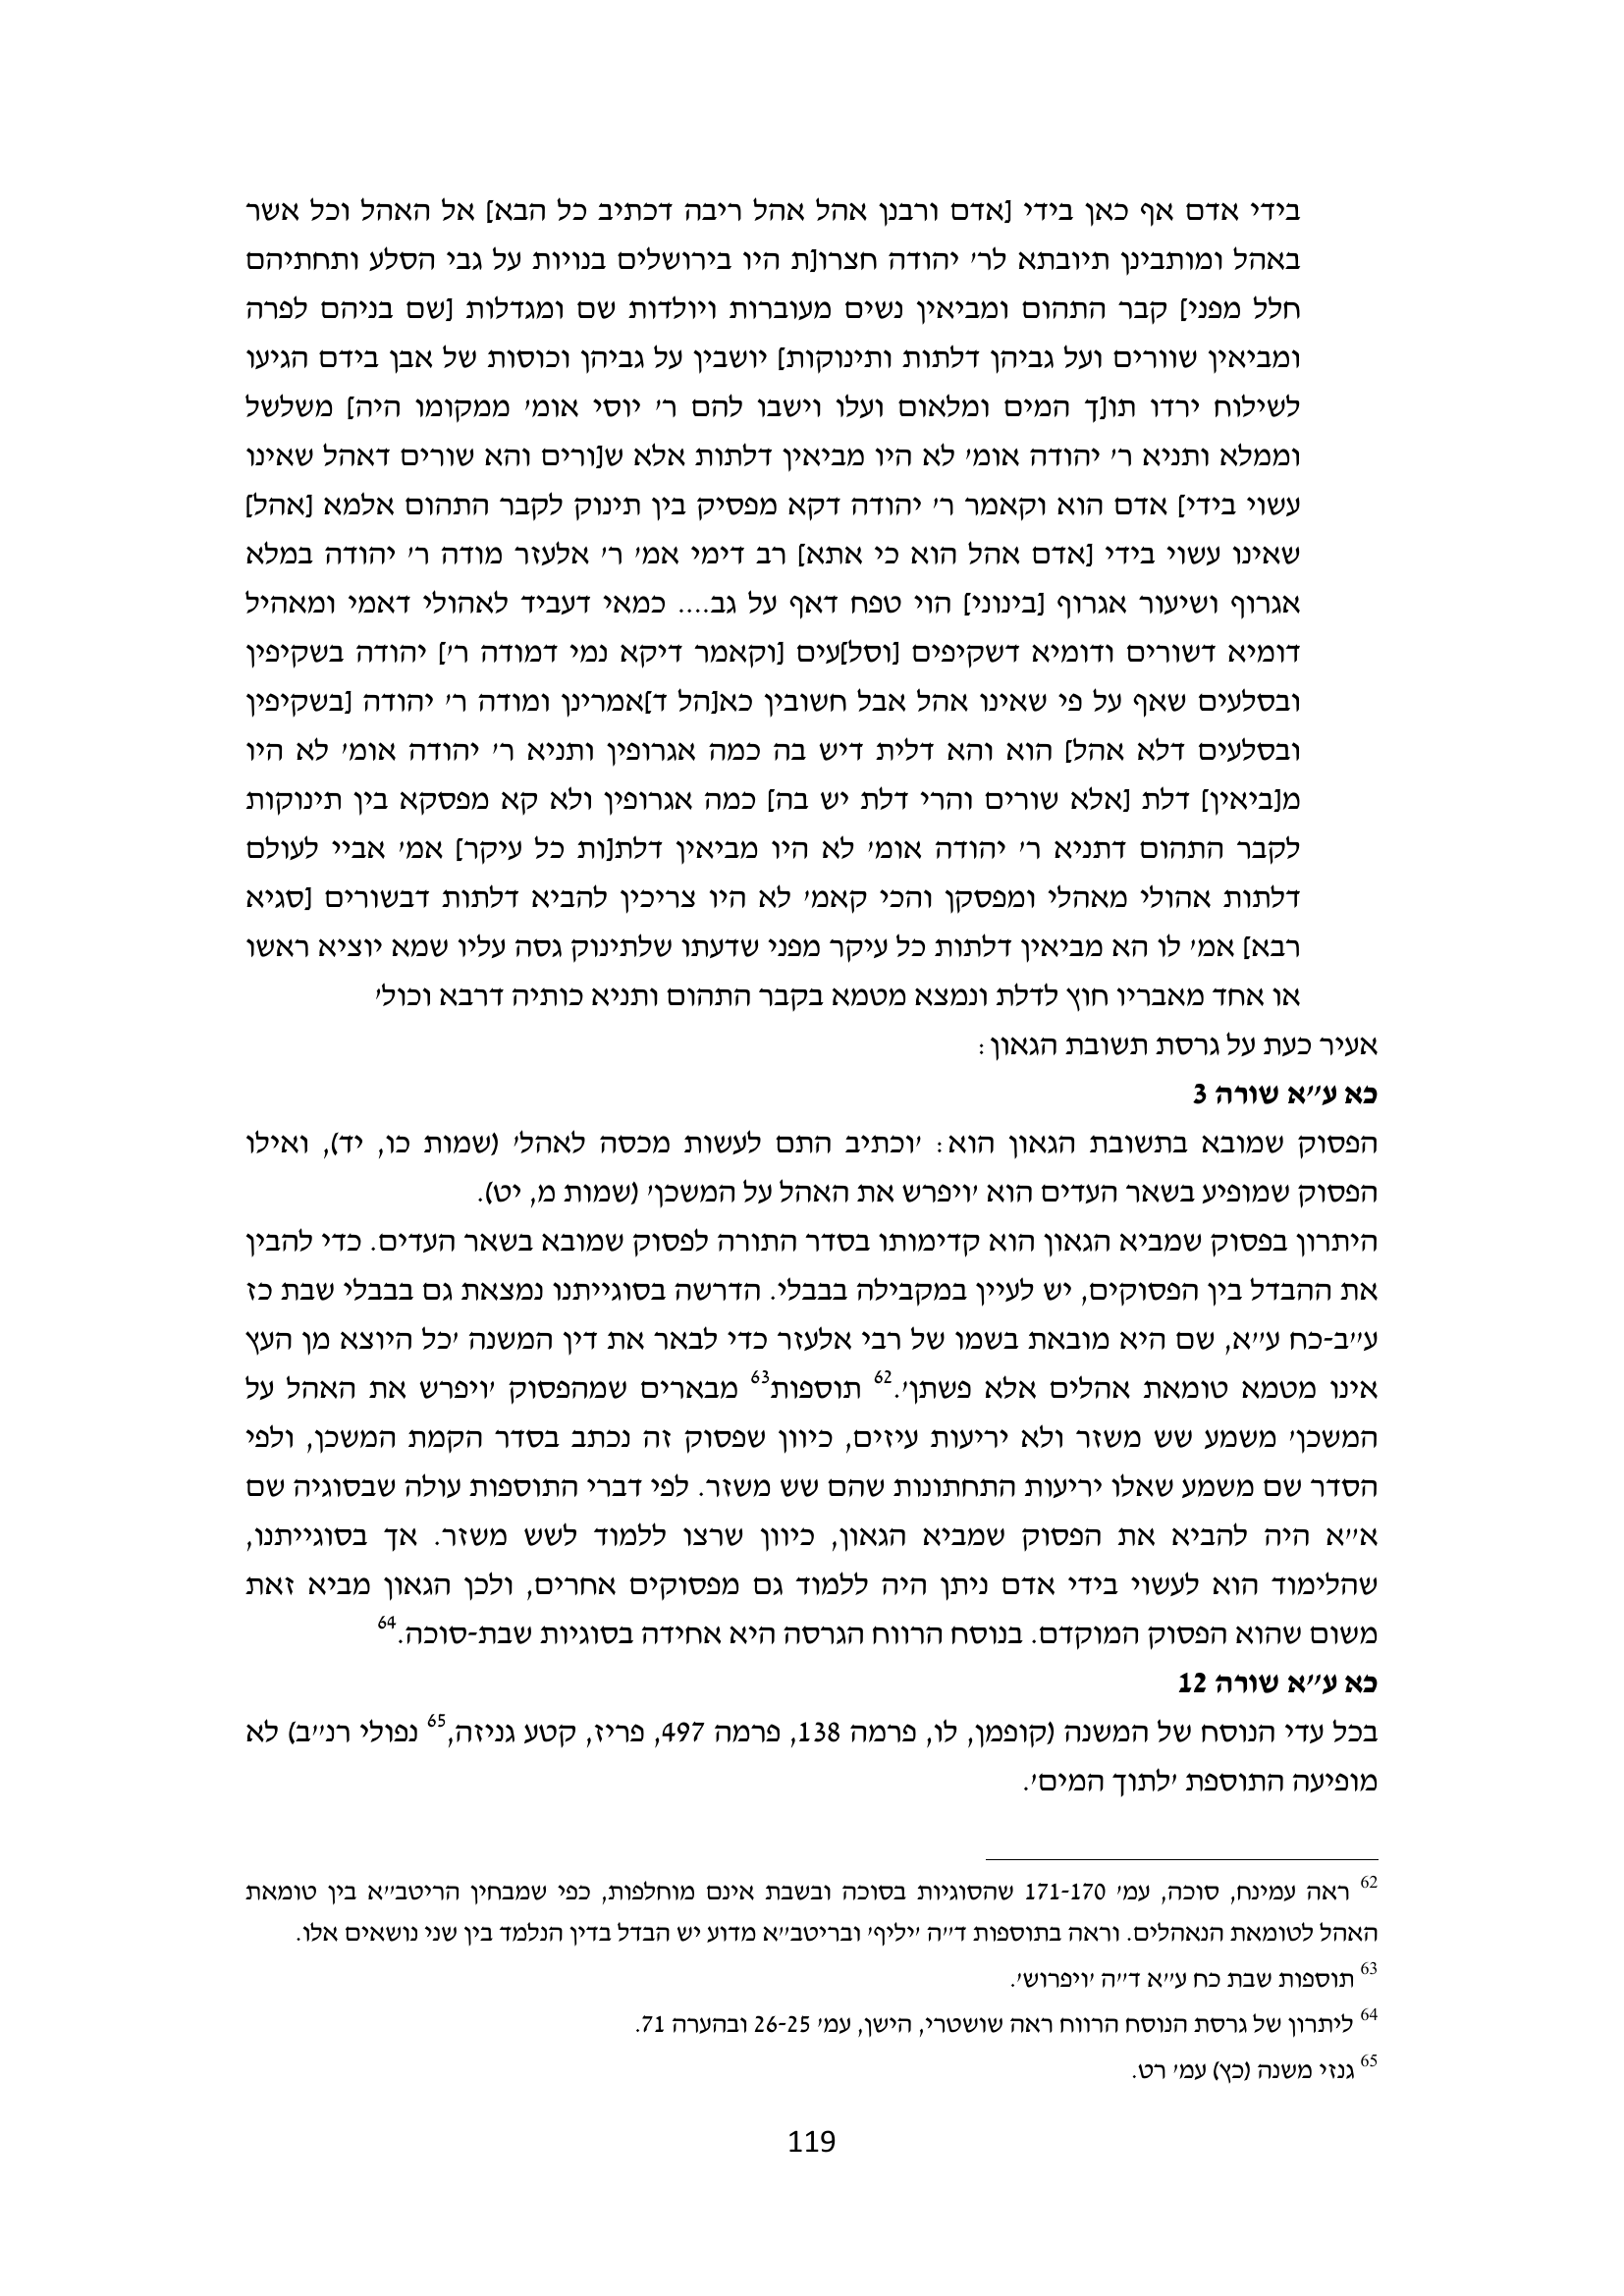 בידי אדם אף כאן בידי [אדם ורבנן אהל אהל ריבה דכתיב כל הבא] אל האהל וכל אשר
באהל ומותבינן תיובתא לר׳ יהודה חצרו[ת היו בירושלים בנויות על גבי הסלע ותחתיהם
חלל מפני] קבר התהום ומביאין נשים מעוברות ויולדות שם ומגדלות [שם בניהם לפרה
ומביאין שוורים ועל גביהן דלתות ותינוקות] יושבין על גביהן וכוסות של אבן בידם הגיעו
לשילוח ירדו תו[ך המים ומלאום ועלו וישבו להם ר׳ יוסי אומ׳ ממקומו היה] משלשל
וממלא ותניא ר׳ יהודה אומ׳ לא היו מביאין דלתות אלא ש[ורים והא שורים דאהל שאינו
עשוי בידי] אדם הוא וקאמר ר׳ יהודה דקא מפסיק בין תינוק לקבר התהום אלמא [אהל]
שאינו עשוי בידי [אדם אהל הוא כי אתא] רב דימי אמ׳ ר׳ אלעזר מודה ר׳ יהודה במלא
אגרוף ושיעור אגרוף [בינוני] הוי טפח דאף על גב.... כמאי דעביד לאהולי דאמי ומאהיל
דומיא דשורים ודומיא דשקיפים [וסל]עים [וקאמר דיקא נמי דמודה ר׳] יהודה בשקיפין
ובסלעים שאף על פי שאינו אהל אבל חשובין כא[הל ד]אמרינן ומודה ר׳ יהודה [בשקיפין
ובסלעים דלא אהל] הוא והא דלית דיש בה כמה אגרופין ותניא ר׳ יהודה אומ׳ לא היו
מ[ביאין] דלת [אלא שורים והרי דלת יש בה] כמה אגרופין ולא קא מפסקא בין תינוקות
לקבר התהום דתניא ר׳ יהודה אומ׳ לא היו מביאין דלת[ות כל עיקר] אמ׳ אביי לעולם
דלתות אהולי מאהלי ומפסקן והכי קאמ׳ לא היו צריכין להביא דלתות דבשורים [סגיא
רבא] אמ׳ לו הא מביאין דלתות כל עיקר מפני שדעתו שלתינוק גסה עליו שמא יוציא ראשו
או אחד מאבריו חוץ לדלת ונמצא מטמא בקבר התהום ותניא כותיה דרבא וכול׳
אעיר כעת על גרסת תשובת הגאון:
כא ע״א שורה 3
הפסוק שמובא בתשובת הגאון הוא: ׳וכתיב התם לעשות מכסה לאהל׳ (שמות כו, יד), ואילו
הפסוק שמופיע בשאר העדים הוא ׳ויפרש את האהל על המשכן׳ (שמות מ, יט).
היתרון בפסוק שמביא הגאון הוא קדימותו בסדר התורה לפסוק שמובא בשאר העדים. כדי להבין
את ההבדל בין הפסוקים, יש לעיין במקבילה בבבלי. הדרשה בסוגייתנו נמצאת גם בבבלי שבת כז
ע״ב-כח ע״א, שם היא מובאת בשמו של רבי אלעזר כדי לבאר את דין המשנה ׳כל היוצא מן העץ
אינו מטמא טומאת אהלים אלא פשתן׳.62 תוספות63 מבארים שמהפסוק ׳ויפרש את האהל על
המשכן׳ משמע שש משזר ולא יריעות עיזים, כיוון שפסוק זה נכתב בסדר הקמת המשכן, ולפי
הסדר שם משמע שאלו יריעות התחתונות שהם שש משזר. לפי דברי התוספות עולה שבסוגיה שם
א״א היה להביא את הפסוק שמביא הגאון, כיוון שרצו ללמוד לשש משזר. אך בסוגייתנו,
שהלימוד הוא לעשוי בידי אדם ניתן היה ללמוד גם מפסוקים אחרים, ולכן הגאון מביא זאת
משום שהוא הפסוק המוקדם. בנוסח הרווח הגרסה היא אחידה בסוגיות שבת-סוכה.64
כא ע״א שורה 12
בכל עדי הנוסח של המשנה (קופמן, לו, פרמה 138, פרמה 497, פריז, קטע גניזה,65 נפולי רנ״ב) לא
מופיעה התוספת ׳לתוך המים׳.
62 ראה עמינח, סוכה, עמ׳ 171-170 שהסוגיות בסוכה ובשבת אינם מוחלפות, כפי שמבחין הריטב״א בין טומאת
האהל לטומאת הנאהלים. וראה בתוספות ד״ה ׳יליף׳ ובריטב״א מדוע יש הבדל בדין הנלמד בין שני נושאים אלו.
63 תוספות שבת כח ע״א ד״ה ׳ויפרוש׳.
64 ליתרון של גרסת הנוסח הרווח ראה שושטרי, הישן, עמ׳ 26-25 ובהערה 71.
65 גנזי משנה (כץ) עמ׳ רט.
119